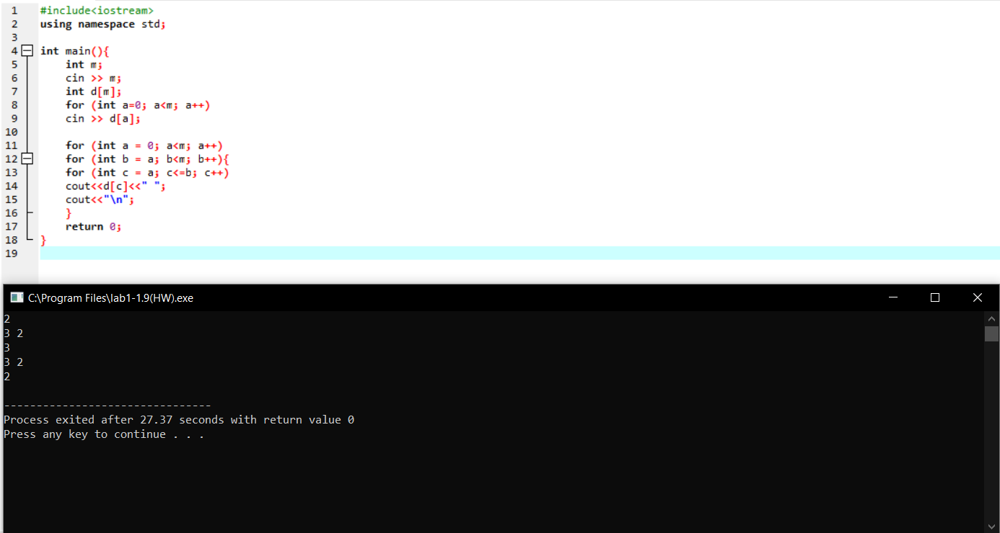 1 #include<iostream>
2 using namespace std;
3
4 int main(){
5 int m;
6 cin >> m;
7 int d[m];
8 for (int a=0; a<m; a++)
9 cin >> d[a];
10
11 for (int a = 0; a<m; a++)
12 for (int b = a; b<m; b++){
13 for (int c = a; c<=b; c++)
14 cout<<d[c]<<" ";
15 cout<<"\n";
16 }
17 return 0;
18 }
19
C:\Program Files\lab1-1.9(HW).exe
2
3 2
3
3 2
2
--------------------------------
Process exited after 27.37 seconds with return value 0
Press any key to continue . . .